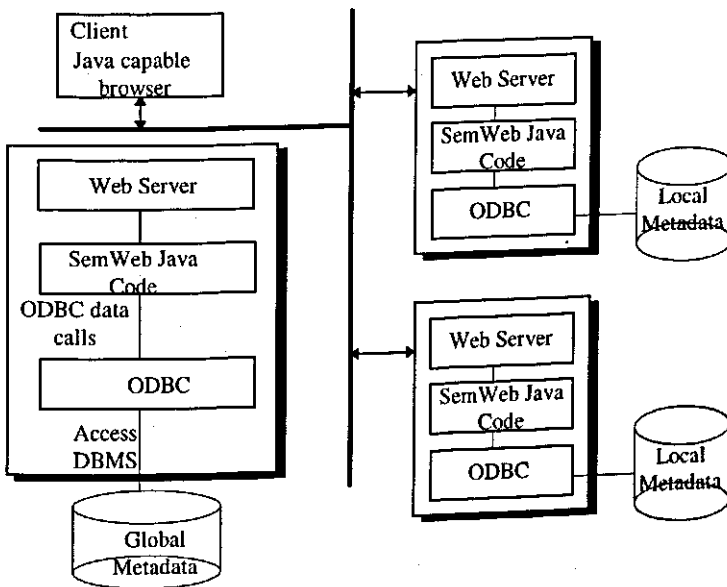 Client
Java capable
browser
Web Server
SemWeb Java
Code
ODBC data
calls
ODBC
Access
DBMS
Global
Metadata
Web Server
SemWeb Java
Code
ODBC
Local
Metadata
Web Server
SemWeb Java
Code
ODBC
Local
Metadata